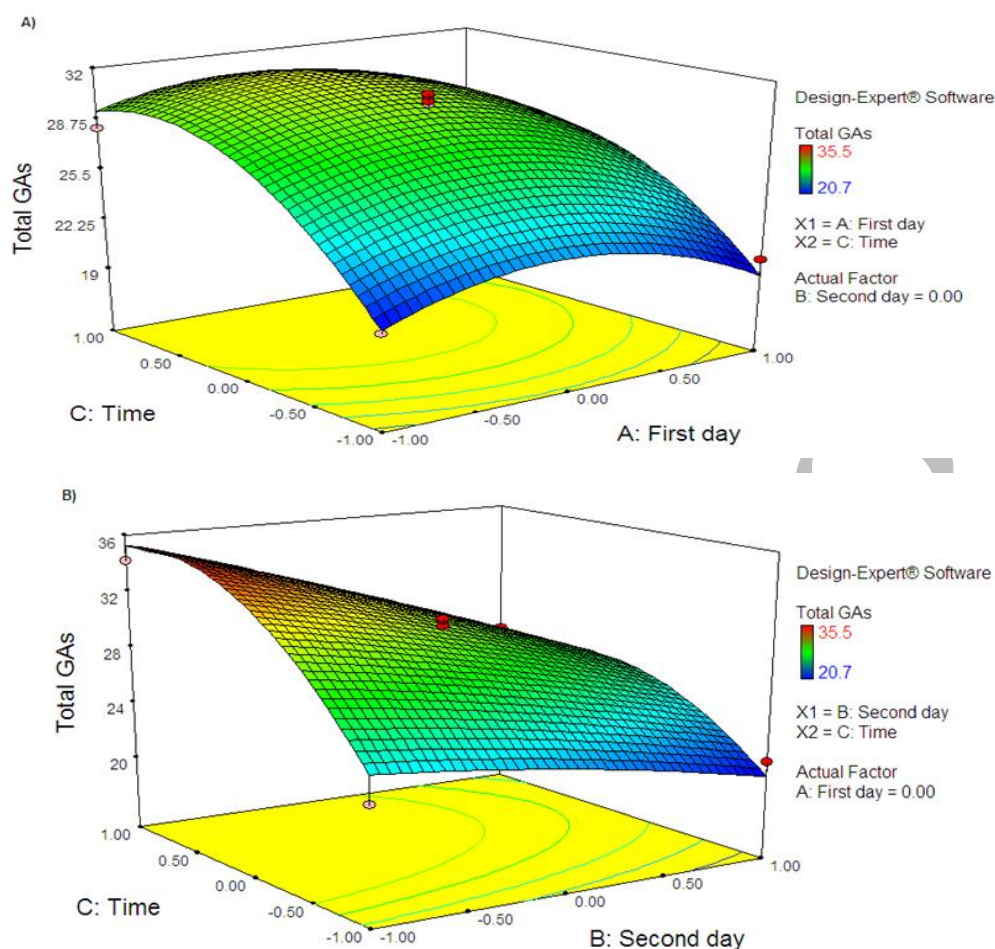 A)
32
28.75
25.5
22.25
19
Total GAs
1.00
0.50
0.00
-0.50
-1.00
C: Time
-1.00
-0.50
0.00
0.50
1.00
A: First day
Design-Expert® Software
Total GAs
35.5
20.7
X1 = A: First day
X2 = C: Time
Actual Factor
B: Second day = 0.00
B)
36
32
28
24
20
Total GAs
1.00
0.50
0.00
-0.50
-1.00
C: Time
-1.00
-0.50
0.00
0.50
1.00
B: Second day
Design-Expert® Software
Total GAs
35.5
20.7
X1 = B: Second day
X2 = C: Time
Actual Factor
A: First day = 0.00